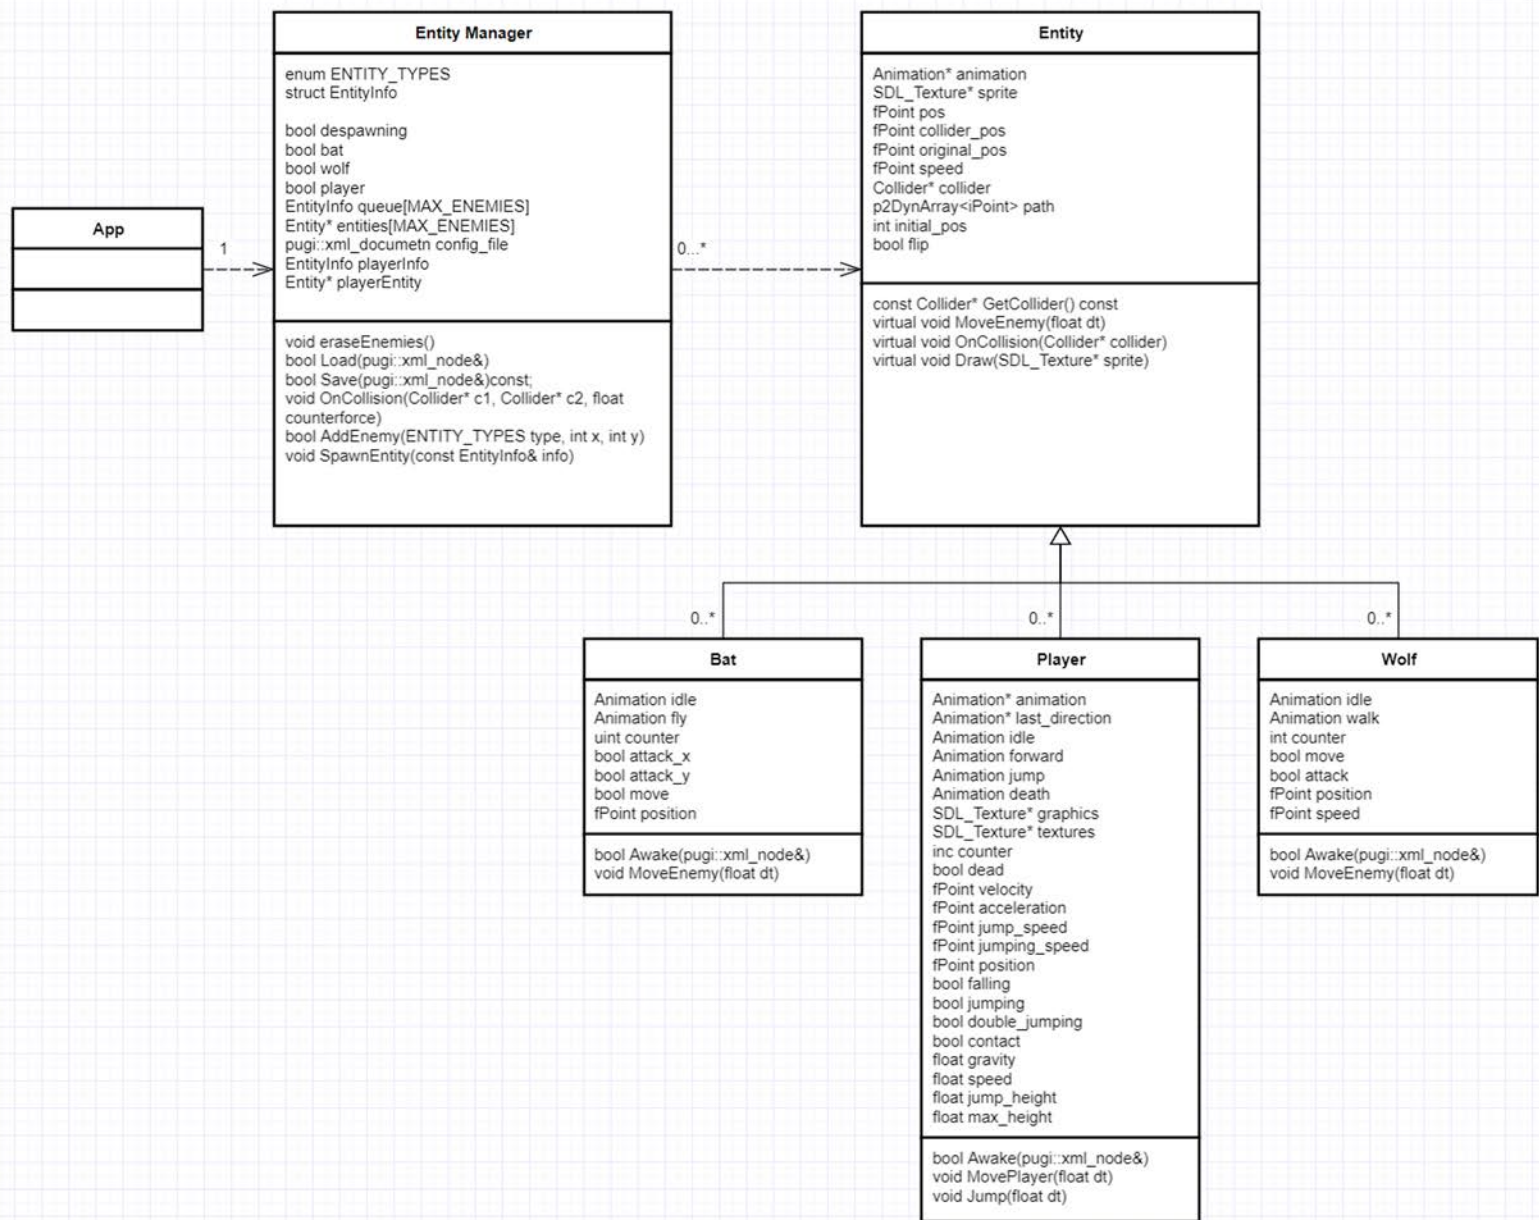 Entity Manager
enum ENTITY_TYPES
struct EntityInfo
bool despawning
bool bat
bool wolf
bool player
EntityInfo queue[MAX_ENEMIES]
Entity* entities[MAX_ENEMIES]
pugi::xml_documetn config_file
EntityInfo playerInfo
Entity* playerEntity
void eraseEnemies()
bool Load(pugi::xml_node&)
bool Save(pugi::xml_node&)const;
void OnCollision(Collider* c1, Collider* c2, float
counterforce)
bool AddEnemy(ENTITY_TYPES type, int x, int y)
void SpawnEntity(const EntityInfo& info)
Entity
Animation* animation
SDL_Texture* sprite
fPoint pos
fPoint collider_pos
fPoint original_pos
fPoint speed
Collider* collider
p2DynArray<iPoint> path
int initial_pos
bool flip
const Collider* GetCollider() const
virtual void MoveEnemy(float dt)
virtual void OnCollision(Collider* collider)
virtual void Draw(SDL_Texture* sprite)
App
1
0...*
0..*
0..*
0..*
Bat
Animation idle
Animation fly
uint counter
bool attack_x
bool attack_y
bool move
fPoint position
bool Awake(pugi::xml_node&)
void MoveEnemy(float dt)
Player
Animation* animation
Animation* last_direction
Animation idle
Animation forward
Animation jump
Animation death
SDL_Texture* graphics
SDL_Texture* textures
inc counter
bool dead
fPoint velocity
fPoint acceleration
fPoint jump_speed
fPoint jumping_speed
fPoint position
bool falling
bool jumping
bool double_jumping
bool contact
float gravity
float speed
float jump_height
float max_height
bool Awake(pugi::xml_node&)
void MovePlayer(float dt)
void Jump(float dt)
Wolf
Animation idle
Animation walk
int counter
bool move
bool attack
fPoint position
fPoint speed
bool Awake(pugi::xml_node&)
void MoveEnemy(float dt)